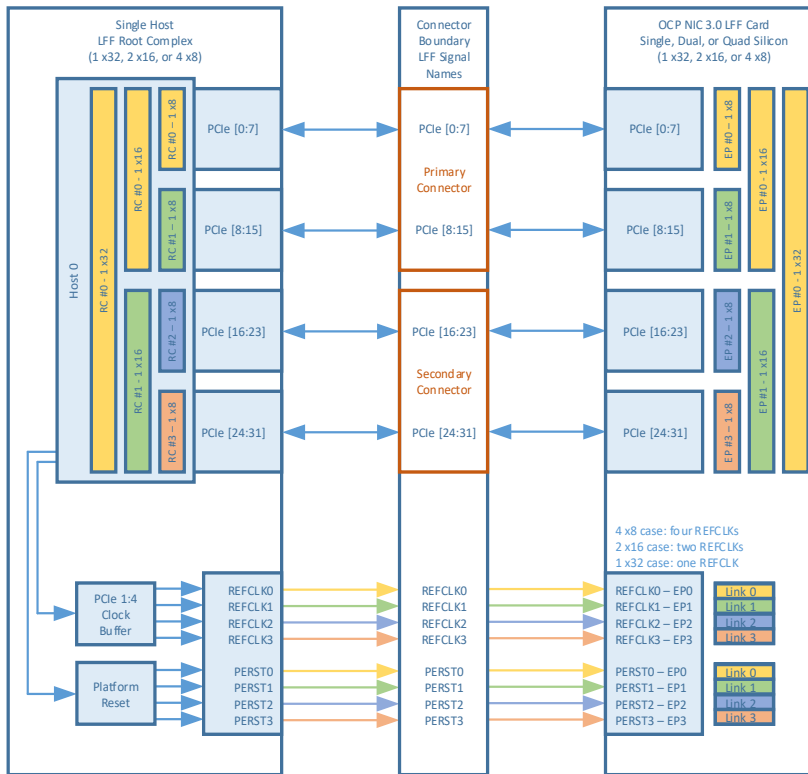 Single Host
LFF Root Complex
(1 x32, 2 x16, or 4 x8)
Connector
Boundary
LFF Signal
Names
OCP NIC 3.0 LFF Card
Single, Dual, or Quad Silicon
(1 x32, 2 x16, or 4 x8)
Host 0
RC #0 - 1 x32
RC #0 - 1 x16
RC #1 - 1 x16
RC #0 – 1 x8
RC #1 – 1 x8
RC #2 – 1 x8
RC #3 – 1 x8
PCIe [0:7]
PCIe [8:15]
PCIe [16:23]
PCIe [24:31]
PCIe [0:7]
Primary
Connector
PCIe [8:15]
PCIe [16:23]
Secondary
Connector
PCIe [24:31]
PCIe [0:7]
PCIe [8:15]
PCIe [16:23]
PCIe [24:31]
EP #0 – 1 x8
EP #1 – 1 x8
EP #2 – 1 x8
EP #3 – 1 x8
EP #0 - 1 x16
EP #1 - 1 x16
EP #0 - 1 x32
4 x8 case: four REFCLKs
2 x16 case: two REFCLKs
1 x32 case: one REFCLK
PCIe 1:4
Clock
Buffer
Platform
Reset
REFCLK0
REFCLK1
REFCLK2
REFCLK3
PERST0
PERST1
PERST2
PERST3
REFCLK0
REFCLK1
REFCLK2
REFCLK3
PERST0
PERST1
PERST2
PERST3
REFCLK0 – EP0
REFCLK1 – EP1
REFCLK2 – EP2
REFCLK3 – EP3
PERST0 – EP0
PERST1 – EP1
PERST2 – EP2
PERST3 – EP3
Link 0
Link 1
Link 2
Link 3
Link 0
Link 1
Link 2
Link 3